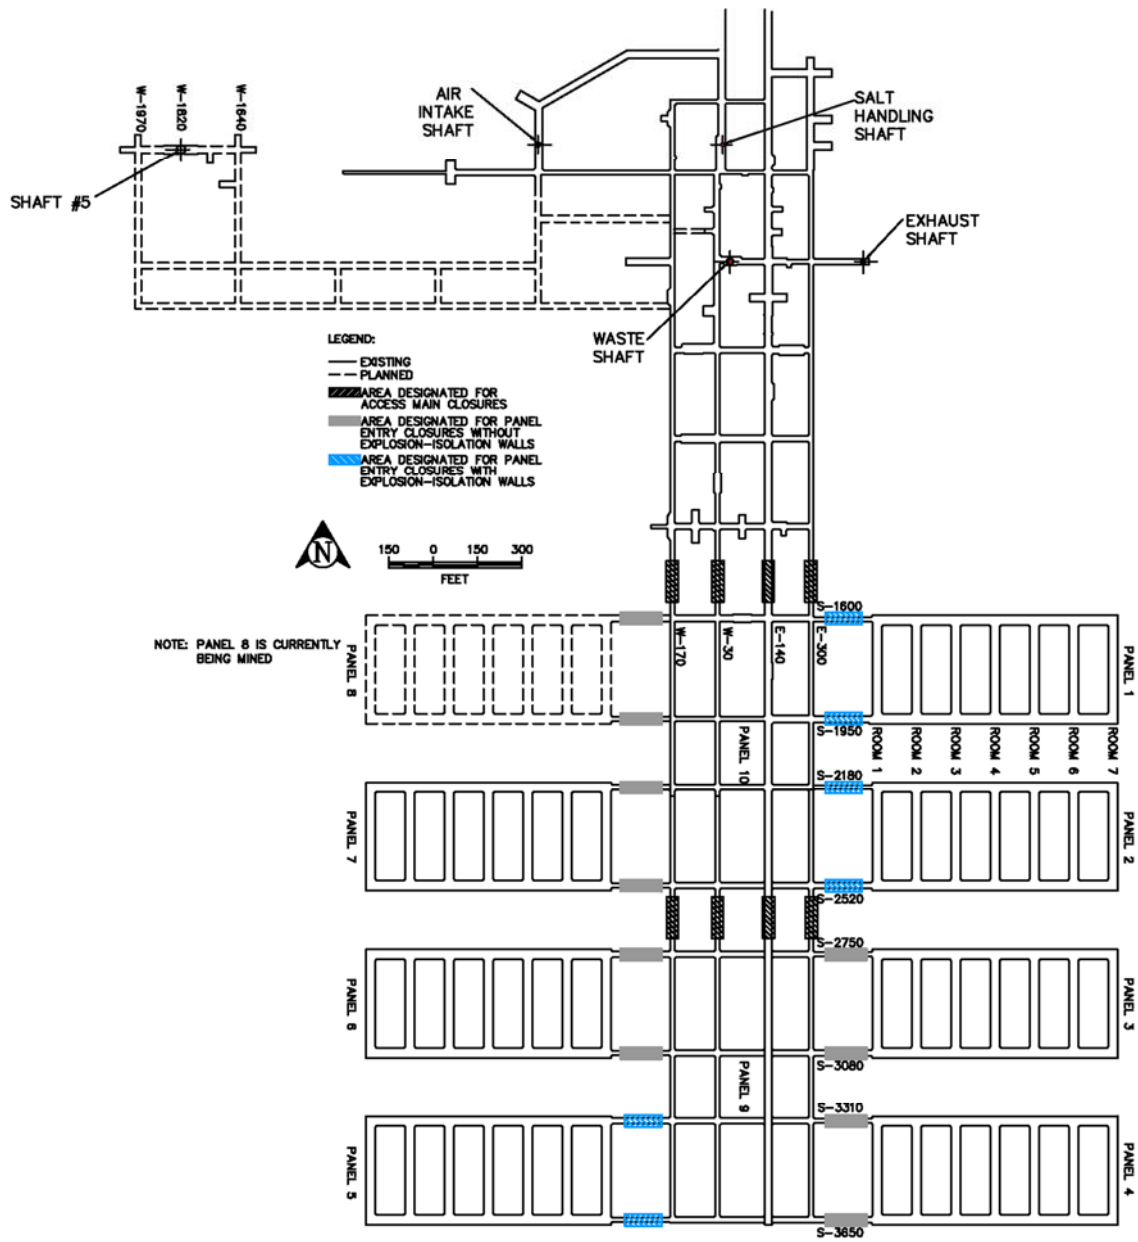 W-1970
W-1820
W-1640
SHAFT #5
AIR
INTAKE
SHAFT
SALT
HANDLING
SHAFT
EXHAUST
SHAFT
WASTE
SHAFT
LEGEND:
EXISTING
PLANNED
AREA DESIGNATED FOR
ACCESS MAIN CLOSURES
AREA DESIGNATED FOR PANEL
ENTRY CLOSURES WITHOUT
EXPLOSION-ISOLATION WALLS
AREA DESIGNATED FOR PANEL
ENTRY CLOSURES WITH
EXPLOSION-ISOLATION WALLS
N
150 0 150 300
FEET
NOTE: PANEL 8 IS CURRENTLY
BEING MINED
S-1600
W-170
W-30
E-140
E-300
PANEL 8
PANEL 1
S-1950
PANEL 10
ROOM 1
ROOM 2
ROOM 3
ROOM 4
ROOM 5
ROOM 6
ROOM 7
S-2180
PANEL 7
PANEL 2
S-2520
S-2750
PANEL 6
PANEL 3
S-3080
PANEL 9
S-3310
PANEL 5
PANEL 4
S-3650